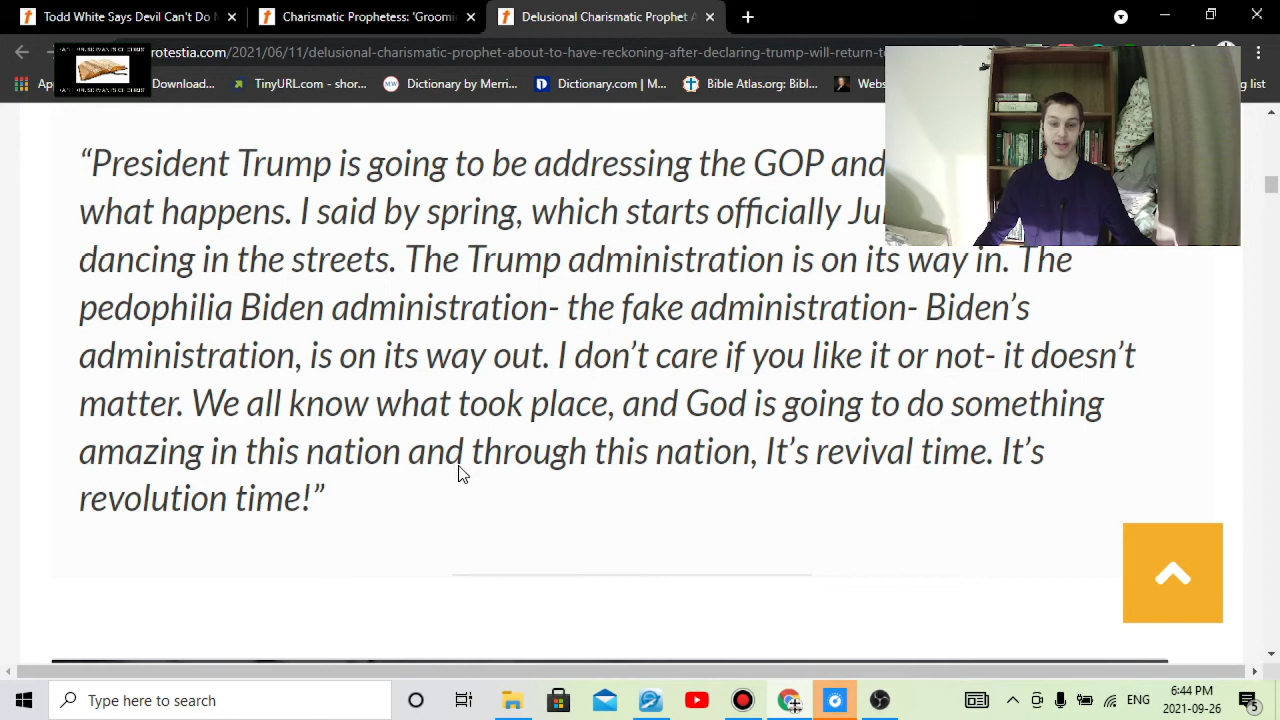 Todd White Says Devil Can't Do
Charismatic Prophetess: 'Groomi
Delusional Charismatic Prophet A
rotestia.com/2021/06/11/delusional-charismatic-prophet-about-to-have-reckoning-after-declaring-trump-will-return-to
Download...
TinyURL.com - shor...
MW
Dictionary by Merri...
D
Dictionary.com | M...
Bible Atlas.org: Bibl...
Webs
ng list
“President Trump is going to be addressing the GOP and
what happens. I said by spring, which starts officially
dancing in the streets. The Trump administration is on its way in. The
pedophilia Biden administration- the fake administration- Biden’s
administration, is on its way out. I don’t care if you like it or not- it doesn’t
matter. We all know what took place, and God is going to do something
amazing in this nation and through this nation, It’s revival time. It’s
revolution time!”
Type here to search
ENG
6:44 PM
2021-09-26
5